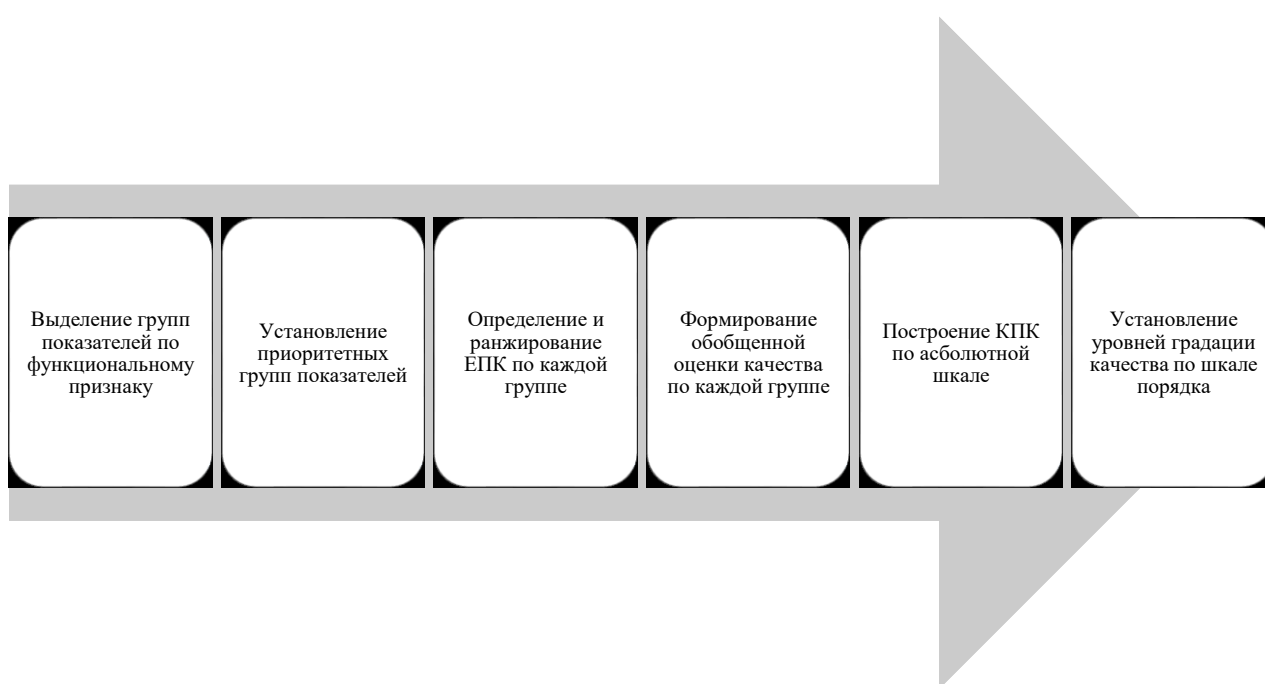 Выделение групп
показателей по
функциональному
признаку
Установление
приоритетных
групп показателей
Определение и
ранжирование
ЕПК по каждой
группе
Формирование
обобщенной
оценки качества
по каждой группе
Построение КПК
по асболютной
шкале
Установление
уровней градации
качества по шкале
порядка